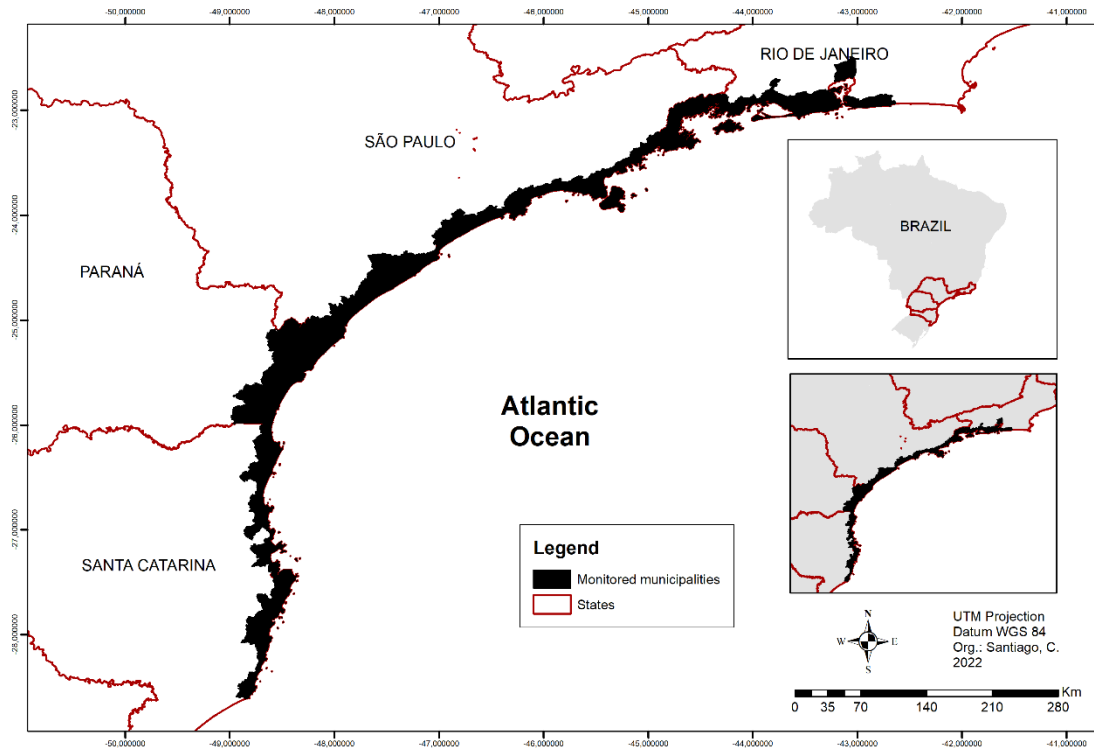 -50,000000 -49,000000 -48,000000 -47,000000 -46,000000 -45,000000 -44,000000 -43,000000 -42,000000 -41,000000
RIO DE JANEIRO
-23,000000
SÃO PAULO
-24,000000
BRAZIL
PARANÁ
-25,000000
-26,000000
Atlantic
Ocean
-27,000000
Legend
SANTA CATARINA
Monitored municipalities
States
-28,000000
N
W E
S
UTM Projection
Datum WGS 84
Org.: Santiago, C.
2022
Km
0 35 70 140 210 280
-50,000000 -49,000000 -48,000000 -47,000000 -46,000000 -45,000000 -44,000000 -43,000000 -42,000000 -41,000000